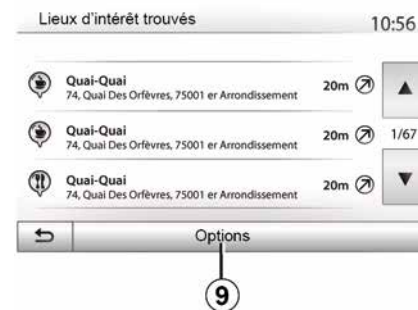 Lieux d'intérêt trouvés
10:56
Quai-Quai
74, Quai Des Orfèvres, 75001 er Arrondissement
20m
Quai-Quai
74, Quai Des Orfèvres, 75001 er Arrondissement
20m
1/67
Quai-Quai
74, Quai Des Orfèvres, 75001 er Arrondissement
20m
Options
9